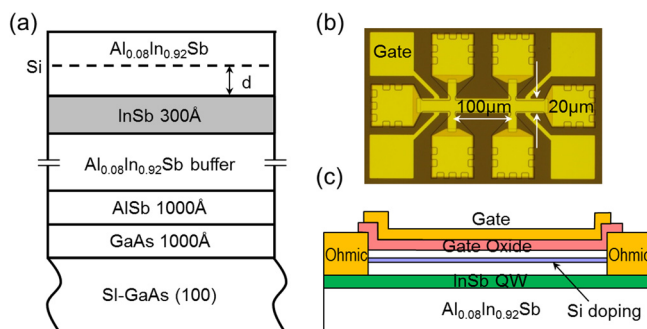 (a)
Al0.08In0.92Sb
Si
d
InSb 300Å
Al0.08In0.92Sb buffer
AlSb 1000Å
GaAs 1000Å
SI-GaAs (100)
(b)
Gate
100μm
20μm
(c)
Gate
Gate Oxide
Ohmic
Ohmic
InSb QW
Al0.08In0.92Sb
Si doping